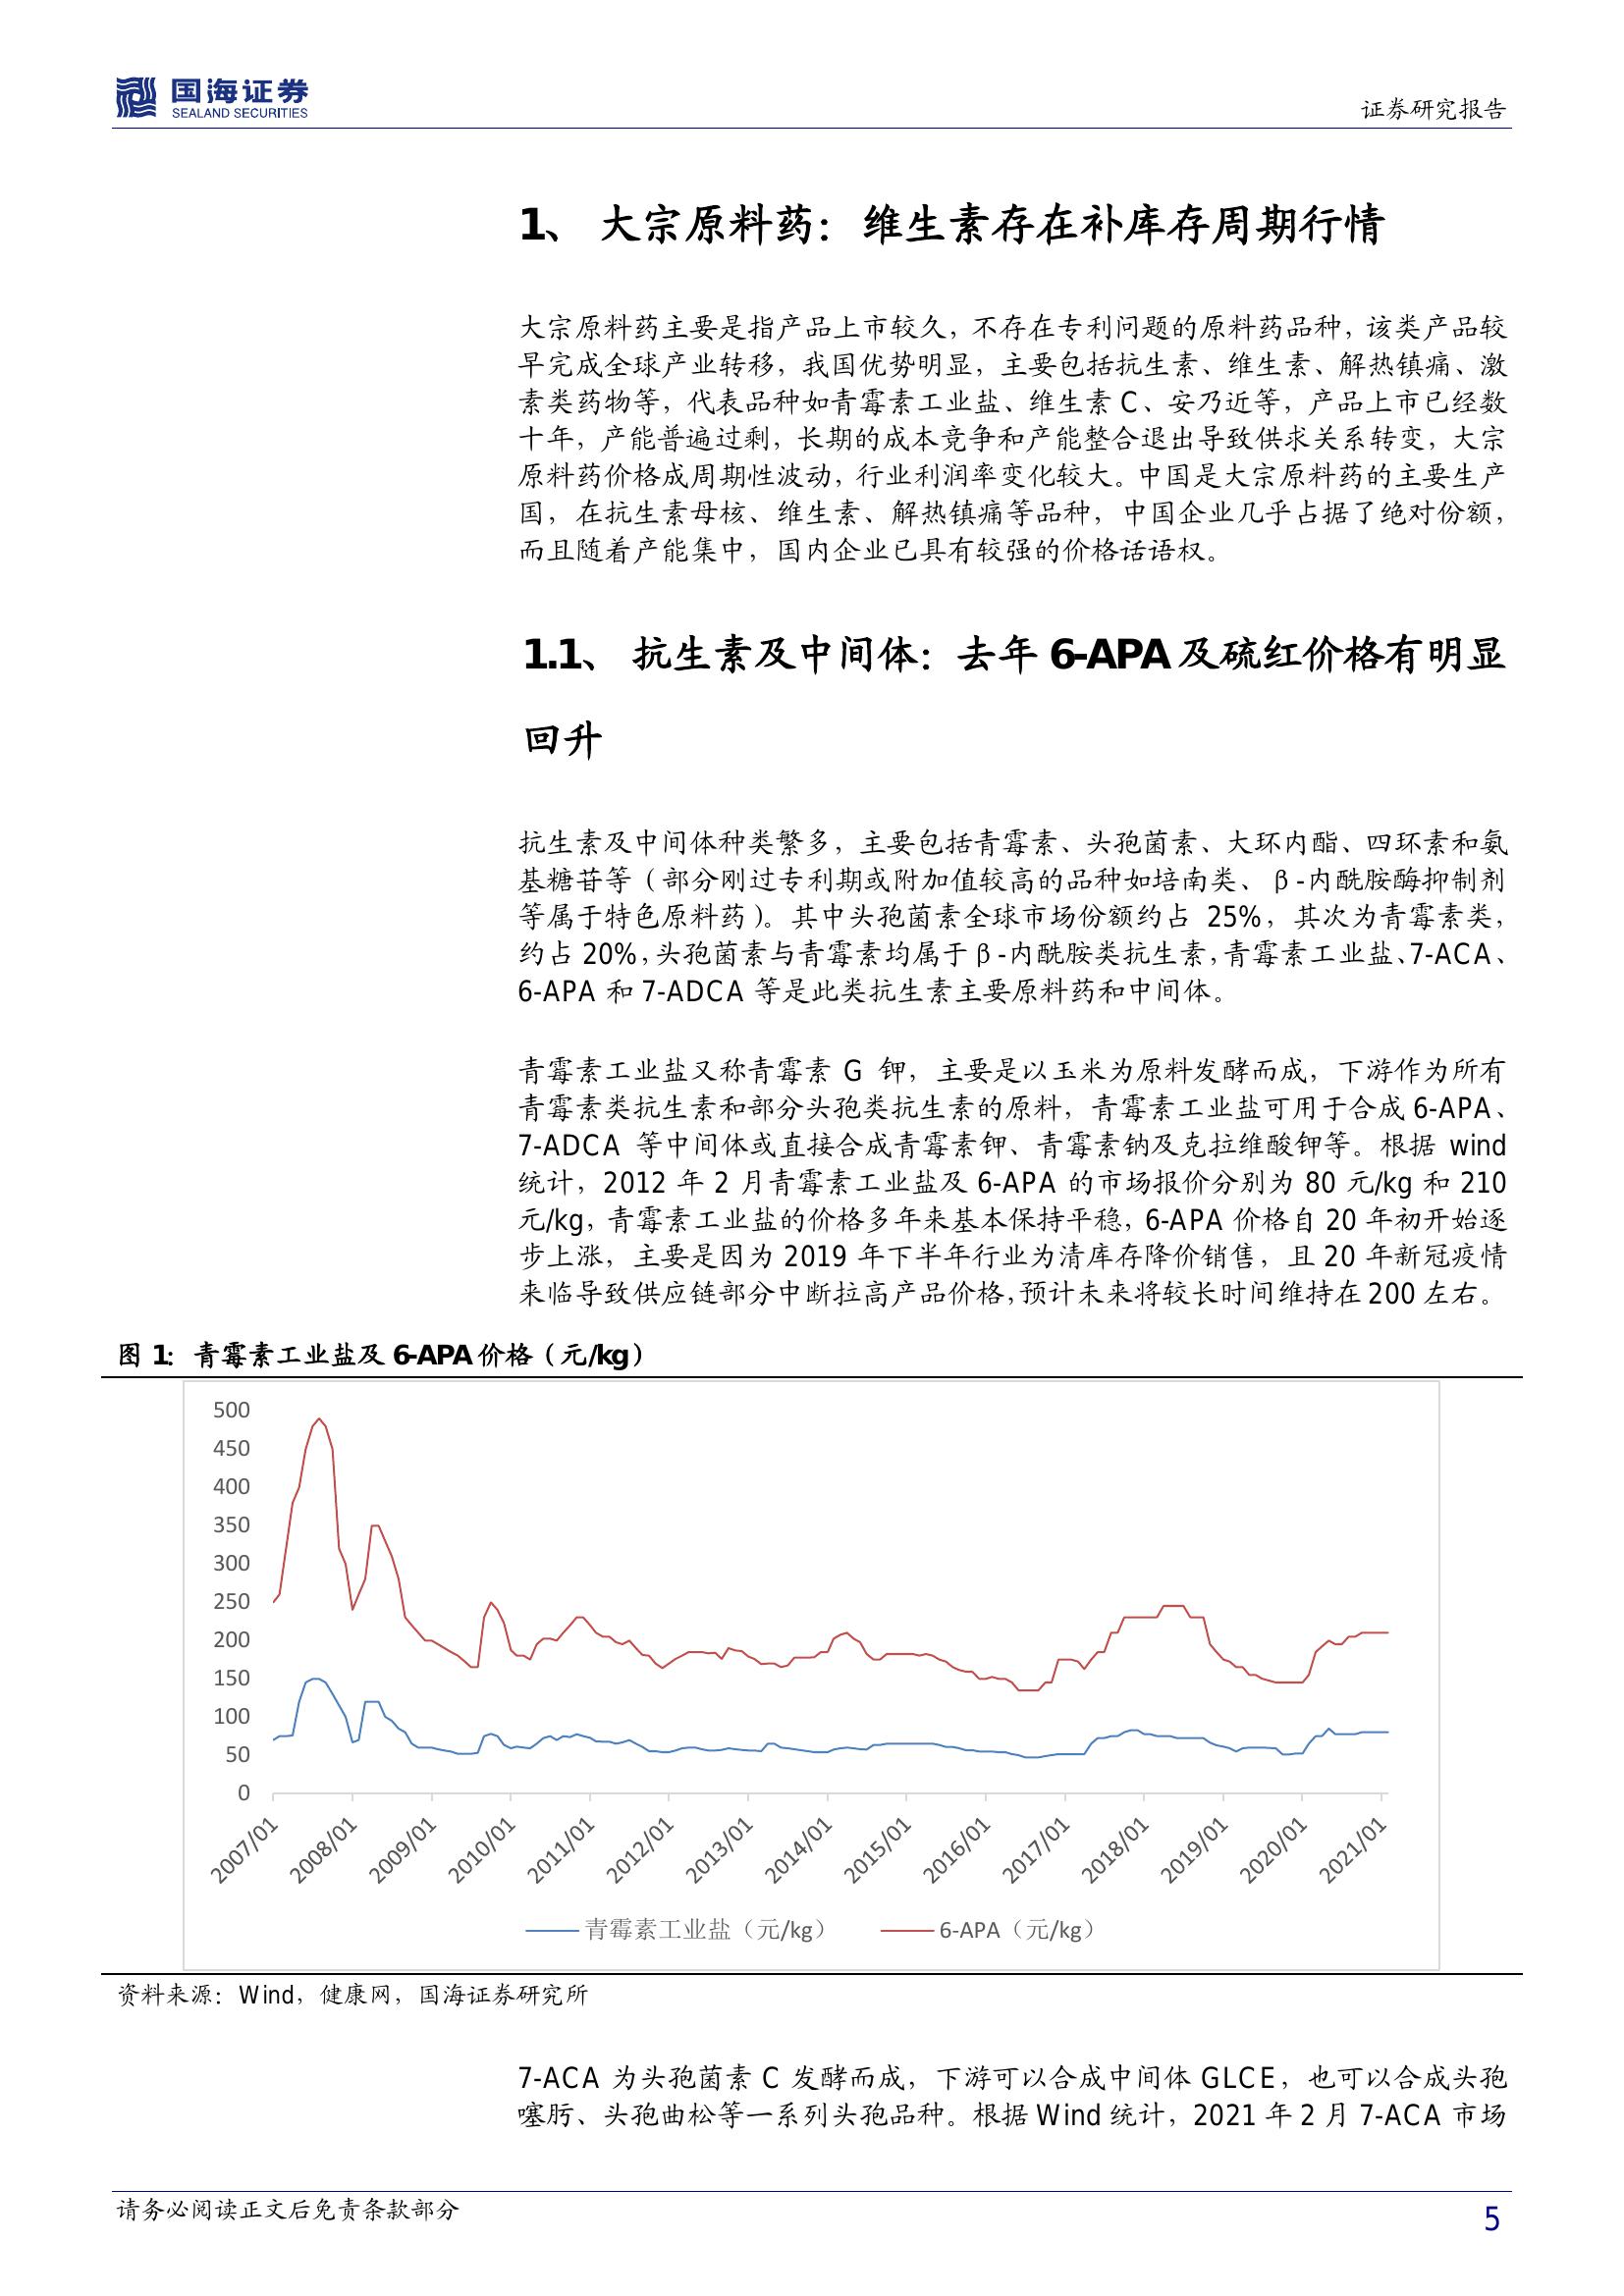 国海证券
SEALAND SECURITIES
证券研究报告
1、 大宗原料药：维生素存在补库存周期行情
大宗原料药主要是指产品上市较久，不存在专利问题的原料药品种，该类产品较
早完成全球产业转移，我国优势明显，主要包括抗生素、维生素、解热镇痛、激
素类药物等，代表品种如青霉素工业盐、维生素 C、安乃近等，产品上市已经数
十年，产能普遍过剩，长期的成本竞争和产能整合退出导致供求关系转变，大宗
原料药价格成周期性波动，行业利润率变化较大。中国是大宗原料药的主要生产
国，在抗生素母核、维生素、解热镇痛等品种，中国企业几乎占据了绝对份额，
而且随着产能集中，国内企业已具有较强的价格话语权。
1.1、 抗生素及中间体：去年 6-APA 及硫红价格有明显
回升
抗生素及中间体种类繁多，主要包括青霉素、头孢菌素、大环内酯、四环素和氨
基糖苷等（部分刚过专利期或附加值较高的品种如培南类、β-内酰胺酶抑制剂
等属于特色原料药）。其中头孢菌素全球市场份额约占 25%，其次为青霉素类，
约占 20%，头孢菌素与青霉素均属于β-内酰胺类抗生素，青霉素工业盐、7-ACA、
6-APA 和 7-ADCA 等是此类抗生素主要原料药和中间体。
青霉素工业盐又称青霉素 G 钾，主要是以玉米为原料发酵而成，下游作为所有
青霉素类抗生素和部分头孢类抗生素的原料，青霉素工业盐可用于合成 6-APA、
7-ADCA 等中间体或直接合成青霉素钾、青霉素钠及克拉维酸钾等。根据 wind
统计，2012 年 2 月青霉素工业盐及 6-APA 的市场报价分别为 80 元/kg 和 210
元/kg，青霉素工业盐的价格多年来基本保持平稳，6-APA 价格自 20 年初开始逐
步上涨，主要是因为 2019 年下半年行业为清库存降价销售，且 20 年新冠疫情
来临导致供应链部分中断拉高产品价格，预计未来将较长时间维持在 200 左右。
图 1：青霉素工业盐及 6-APA 价格（元/kg）
500
450
400
350
300
250
200
150
100
50
0
2007/01 2008/01 2009/01 2010/01 2011/01 2012/01 2013/01 2014/01 2015/01 2016/01 2017/01 2018/01 2019/01 2020/01 2021/01
青霉素工业盐（元/kg） 6-APA（元/kg）
资料来源：Wind，健康网，国海证券研究所
7-ACA 为头孢菌素 C 发酵而成，下游可以合成中间体 GLCE，也可以合成头孢
噻肟、头孢曲松等一系列头孢品种。根据 Wind 统计，2021 年 2 月 7-ACA 市场
请务必阅读正文后免责条款部分
5